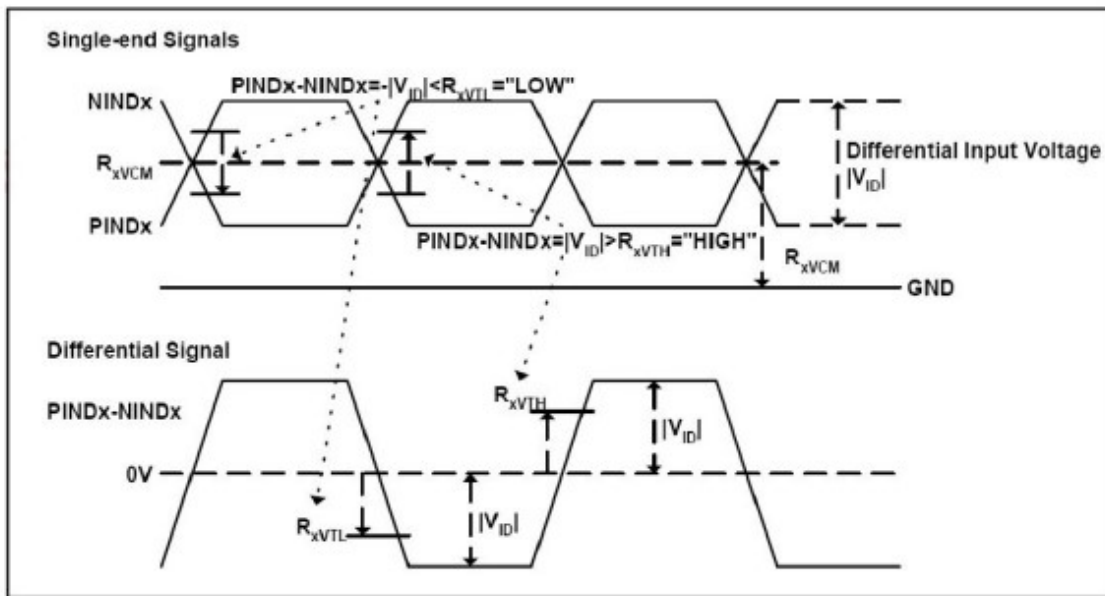 Single-end Signals
PINDx-NINDx=-|VID|<RxVTL="LOW"
NINDx
RxVCM
Differential Input Voltage
|VID|
PINDx
PINDx-NINDx=|VID|>RxVTH="HIGH"
RxVCM
GND
Differential Signal
RxVTH
PINDx-NINDx
|VID|
0V
RxVTL
|VID|